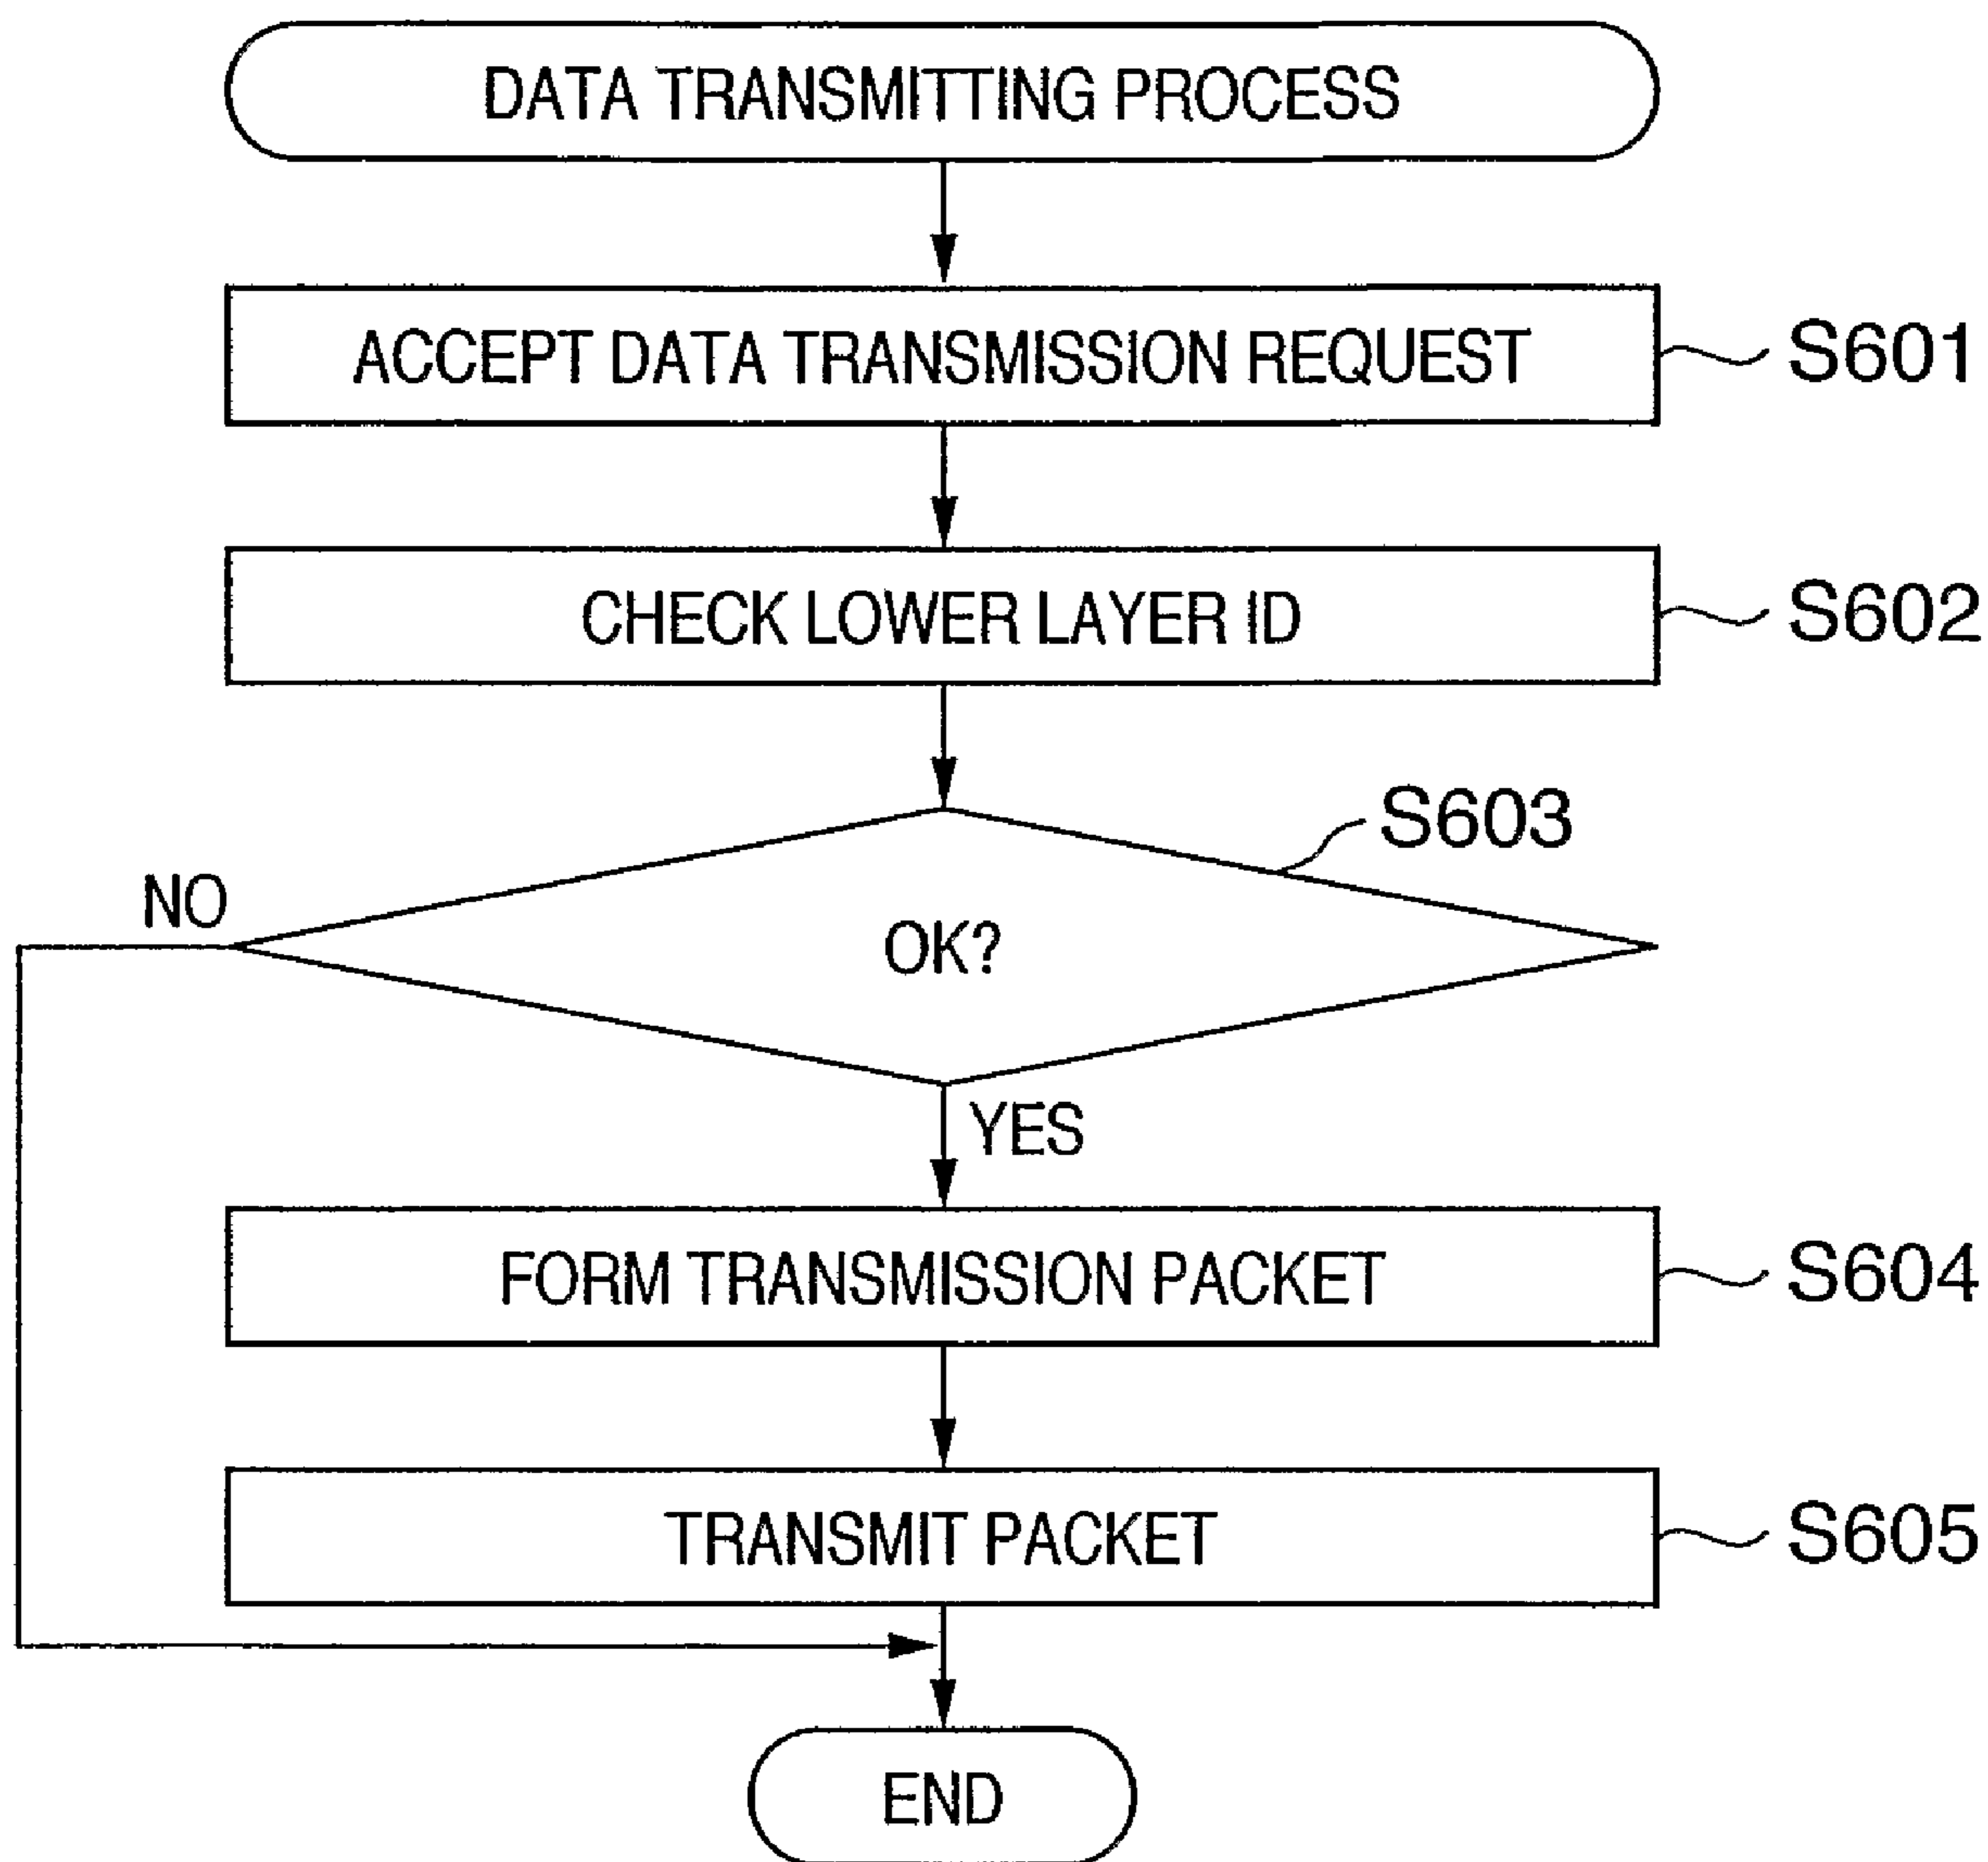 DATA TRANSMITTING PROCESS
ACCEPT DATA TRANSMISSION REQUEST
S601
CHECK LOWER LAYER ID
S602
S603
NO
OK?
YES
FORM TRANSMISSION PACKET
S604
TRANSMIT PACKET
S605
END